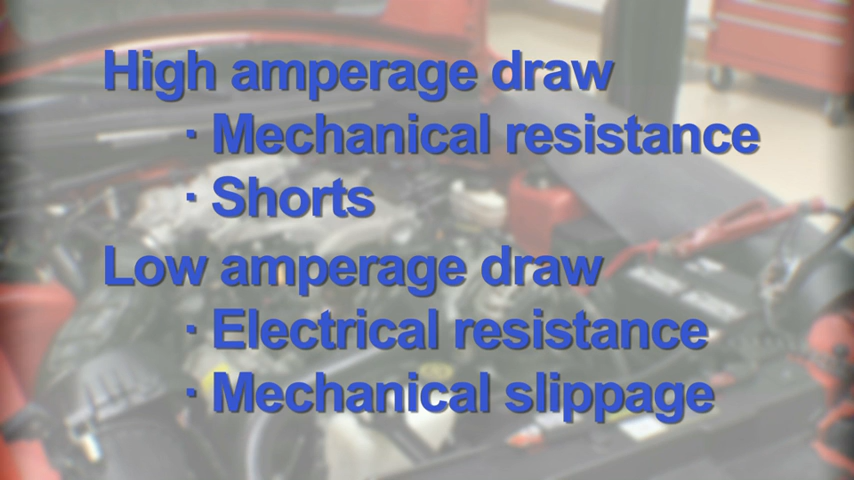 High amperage draw
· Mechanical resistance
· Shorts
Low amperage draw
· Electrical resistance
· Mechanical slippage